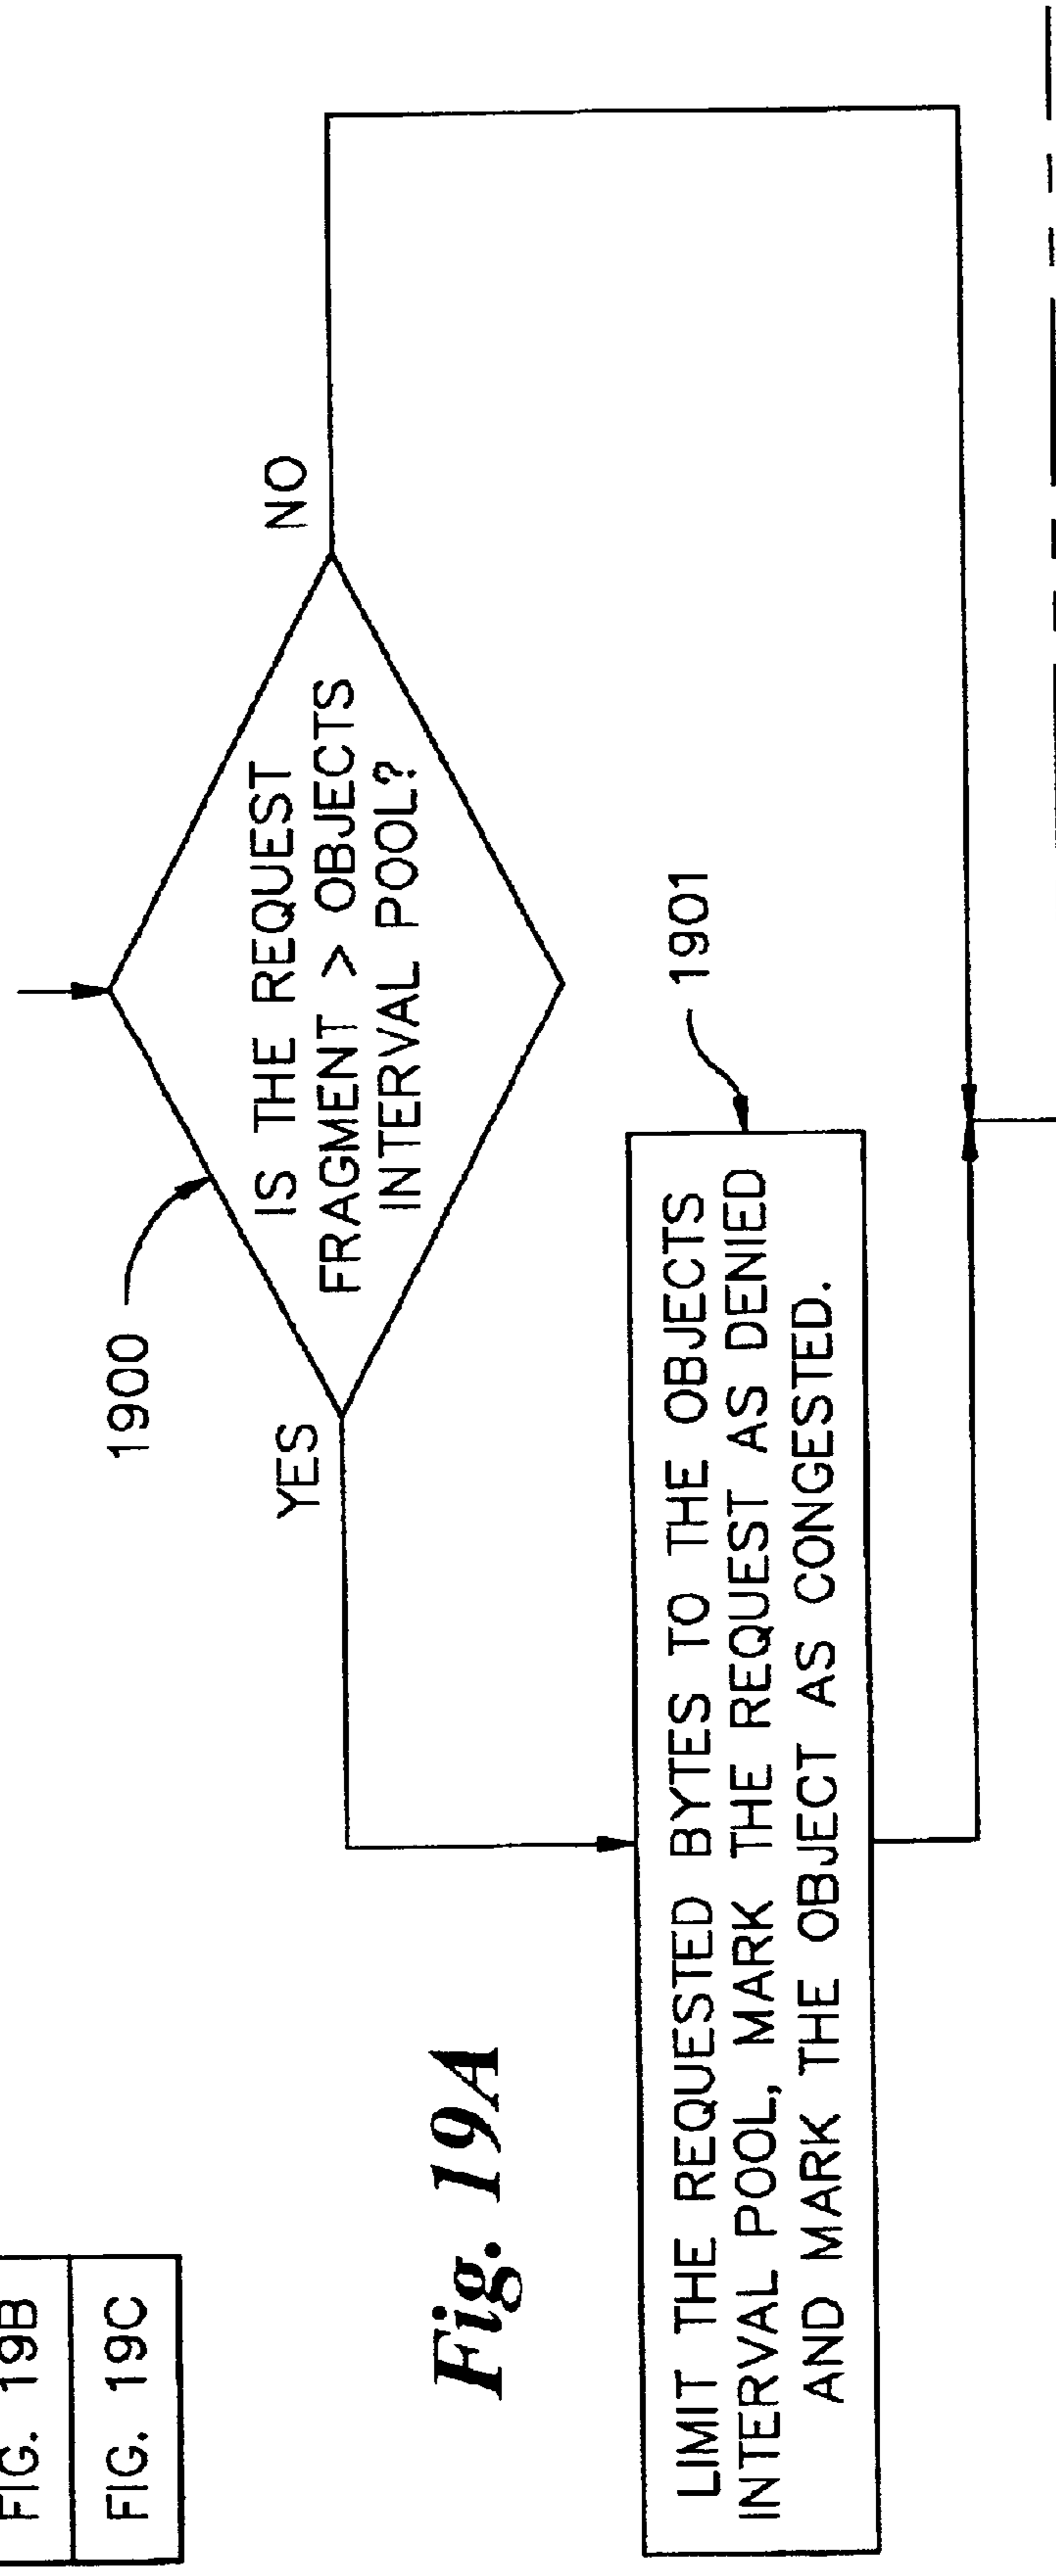 FIG. 19B
FIG. 19C
Fig. 19A
1900
IS THE REQUEST
FRAGMENT > OBJECTS
INTERVAL POOL?
YES
NO
1901
LIMIT THE REQUESTED BYTES TO THE OBJECTS
INTERVAL POOL, MARK THE REQUEST AS DENIED
AND MARK THE OBJECT AS CONGESTED.